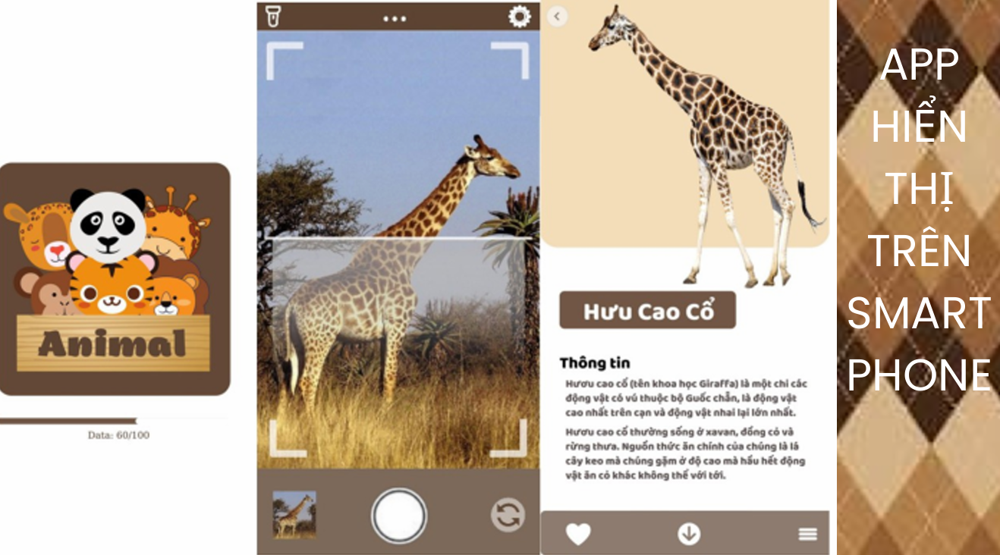 Animal
Data: 60/100
Hưu Cao Cổ
Thông tin
Hươu cao cổ (tên khoa học Giraffa) là một chi các
động vật có vú thuộc bộ Guốc chẵn, là động vật
cao nhất trên cạn và động vật nhai lại lớn nhất.
Hươu cao cổ thường sống ở xavan, đồng cỏ và
rừng thưa. Nguồn thức ăn chính của chúng là lá
cây keo mà chúng gặm ở độ cao mà hầu hết động
vật ăn cỏ khác không thể với tới.
APP
HIỂN
THỊ
TRÊN
SMART
PHONE